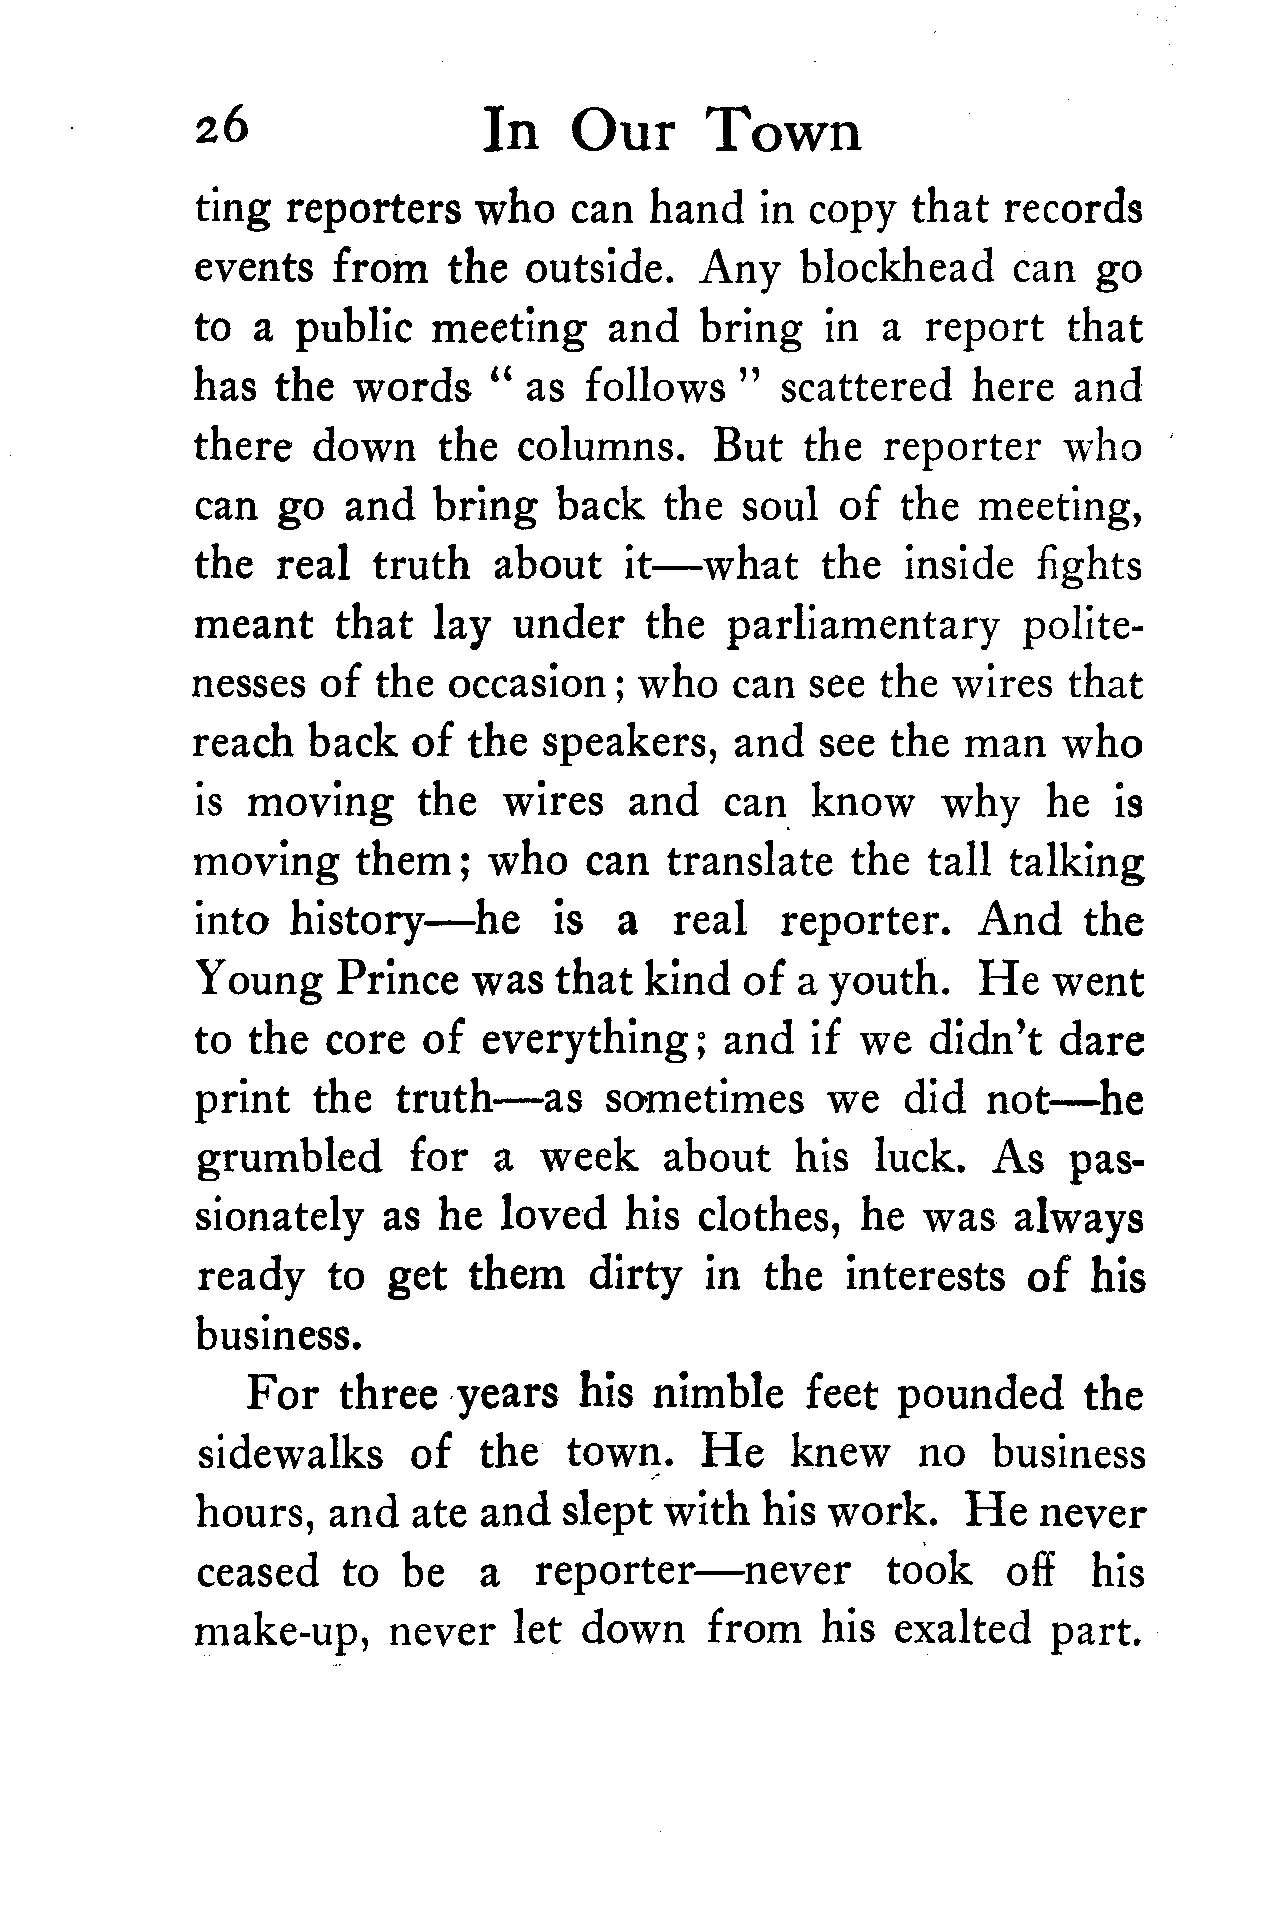 26 In Our Town
ting reporters who can hand in copy that records
events from the outside. Any blockhead can go
to a public meeting and bring in a report that
has the words “ as follows ” scattered here and
there down the columns. But the reporter who
can go and bring back the soul of the meeting,
the real truth about it—what the inside fights
meant that lay under the parliamentary polite-
nesses of the occasion; who can see the wires that
reach back of the speakers, and see the man who
is moving the wires and can know why he is
moving them; who can translate the tall talking
into history—he is a real reporter. And the
Young Prince was that kind of a youth. He went
to the core of everything; and if we didn’t dare
print the truth—as sometimes we did not—he
grumbled for a week about his luck. As pas-
sionately as he loved his clothes, he was always
ready to get them dirty in the interests of his
business.
For three years his nimble feet pounded the
sidewalks of the town. He knew no business
hours, and ate and slept with his work. He never
ceased to be a reporter—never took off his
make-up, never let down from his exalted part.